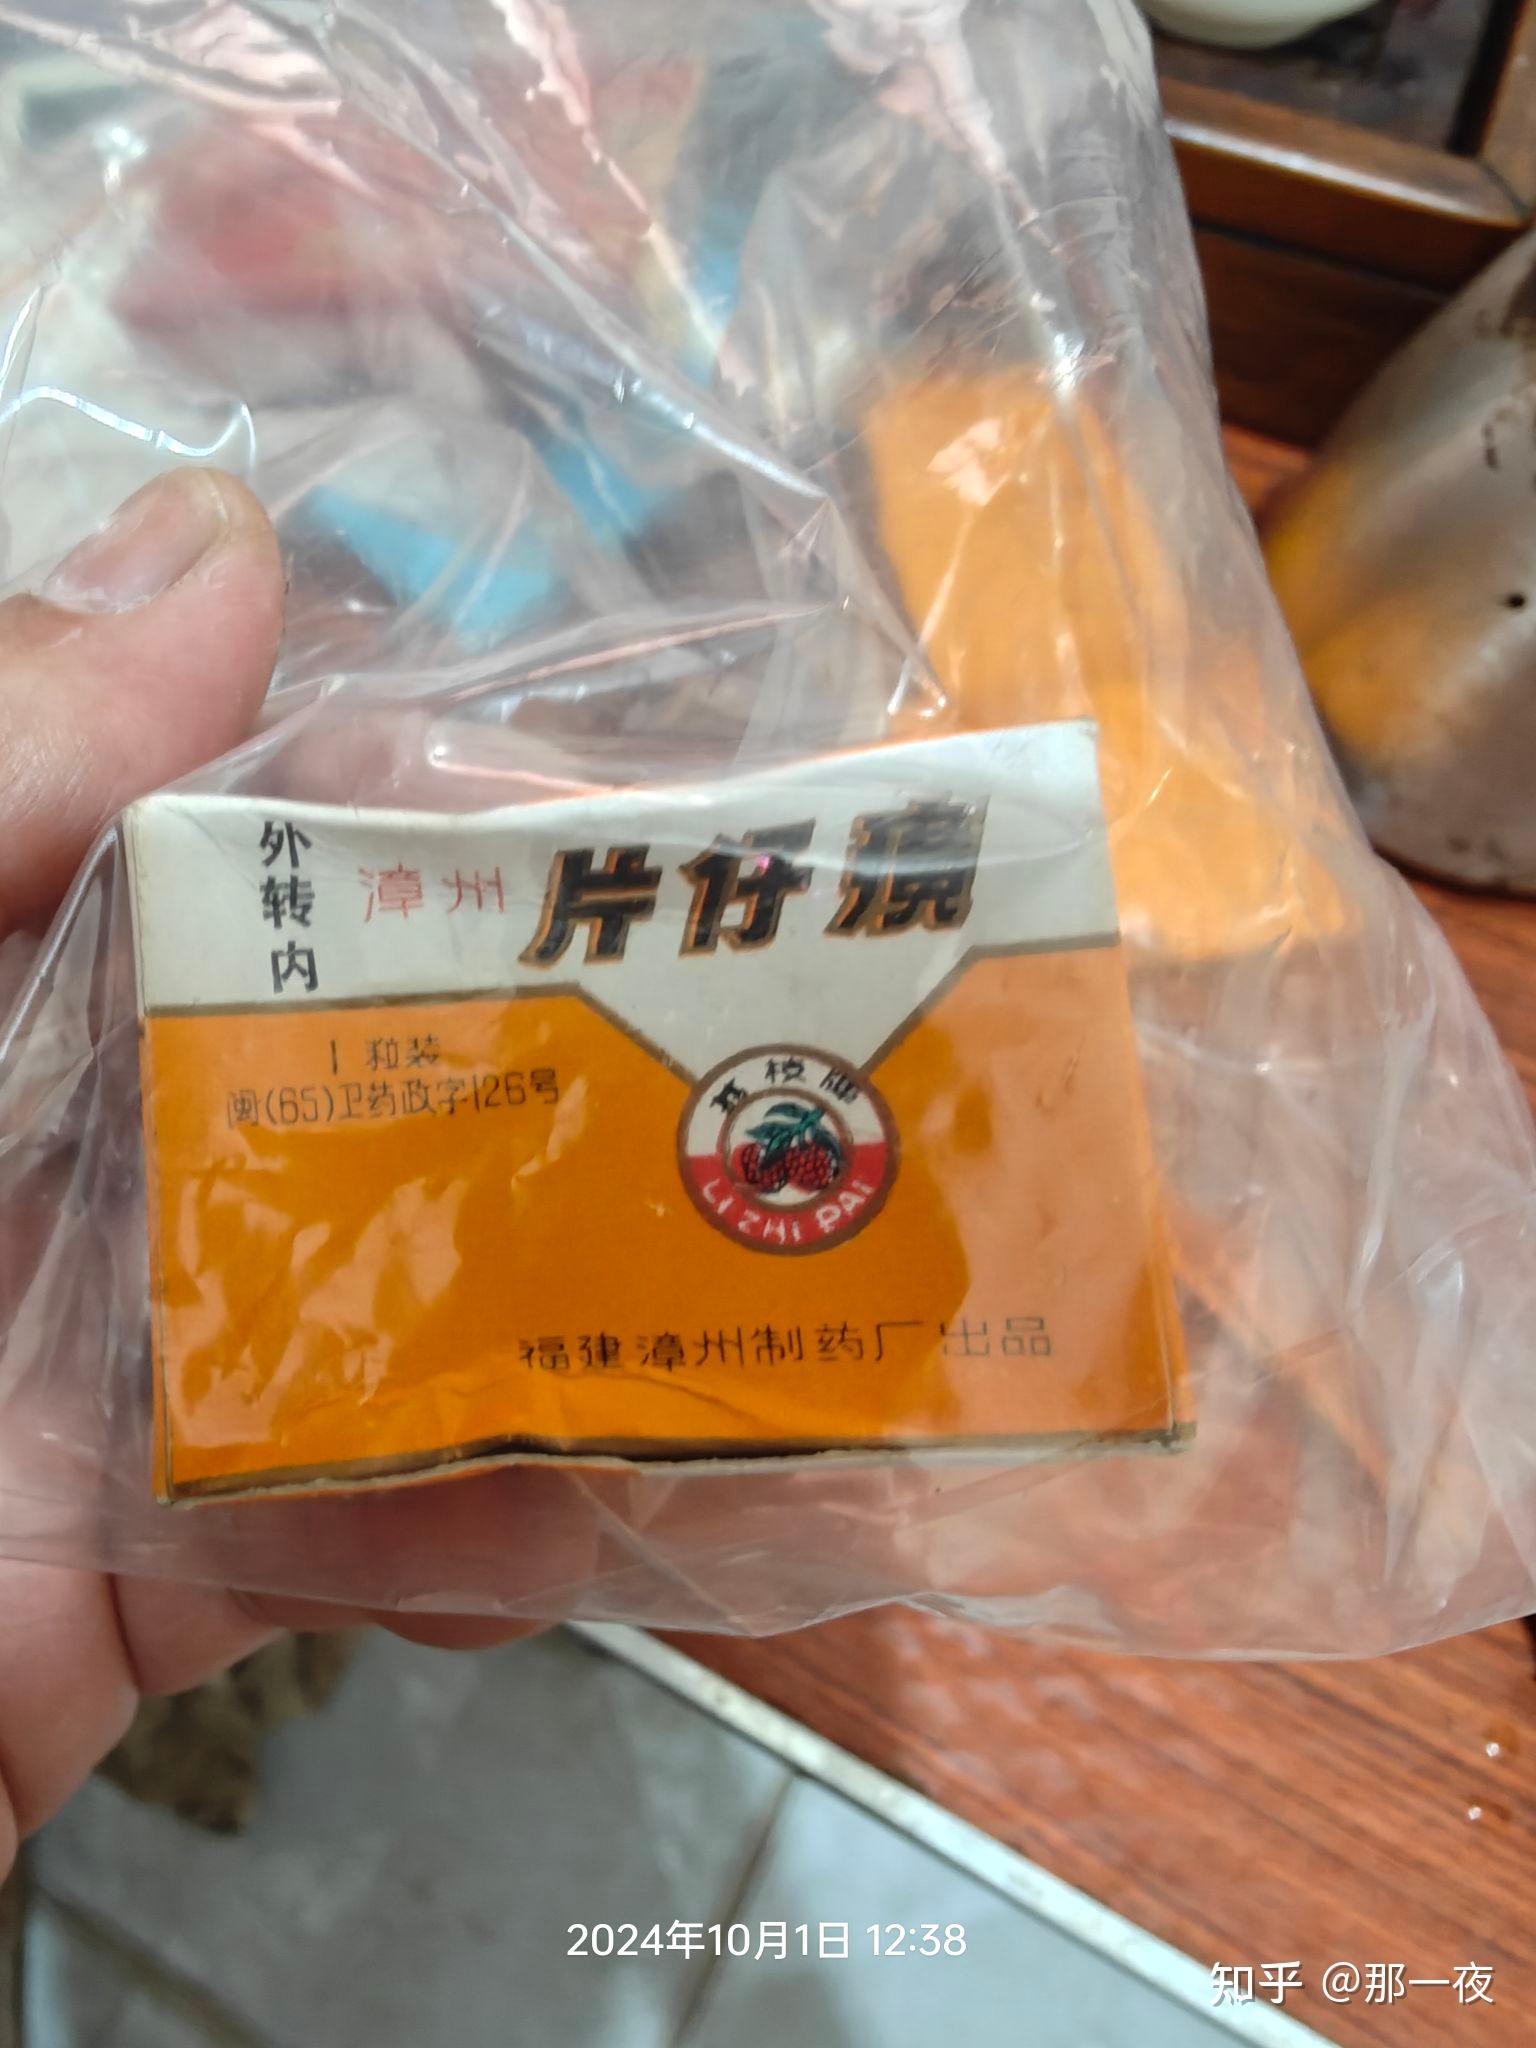 外转内
漳州 片仔癀
1粒装
闽(65)卫药政字126号
荔枝牌
LI ZHI PAI
福建漳州制药厂出品
2024年10月1日 12:38
知乎 @那一夜